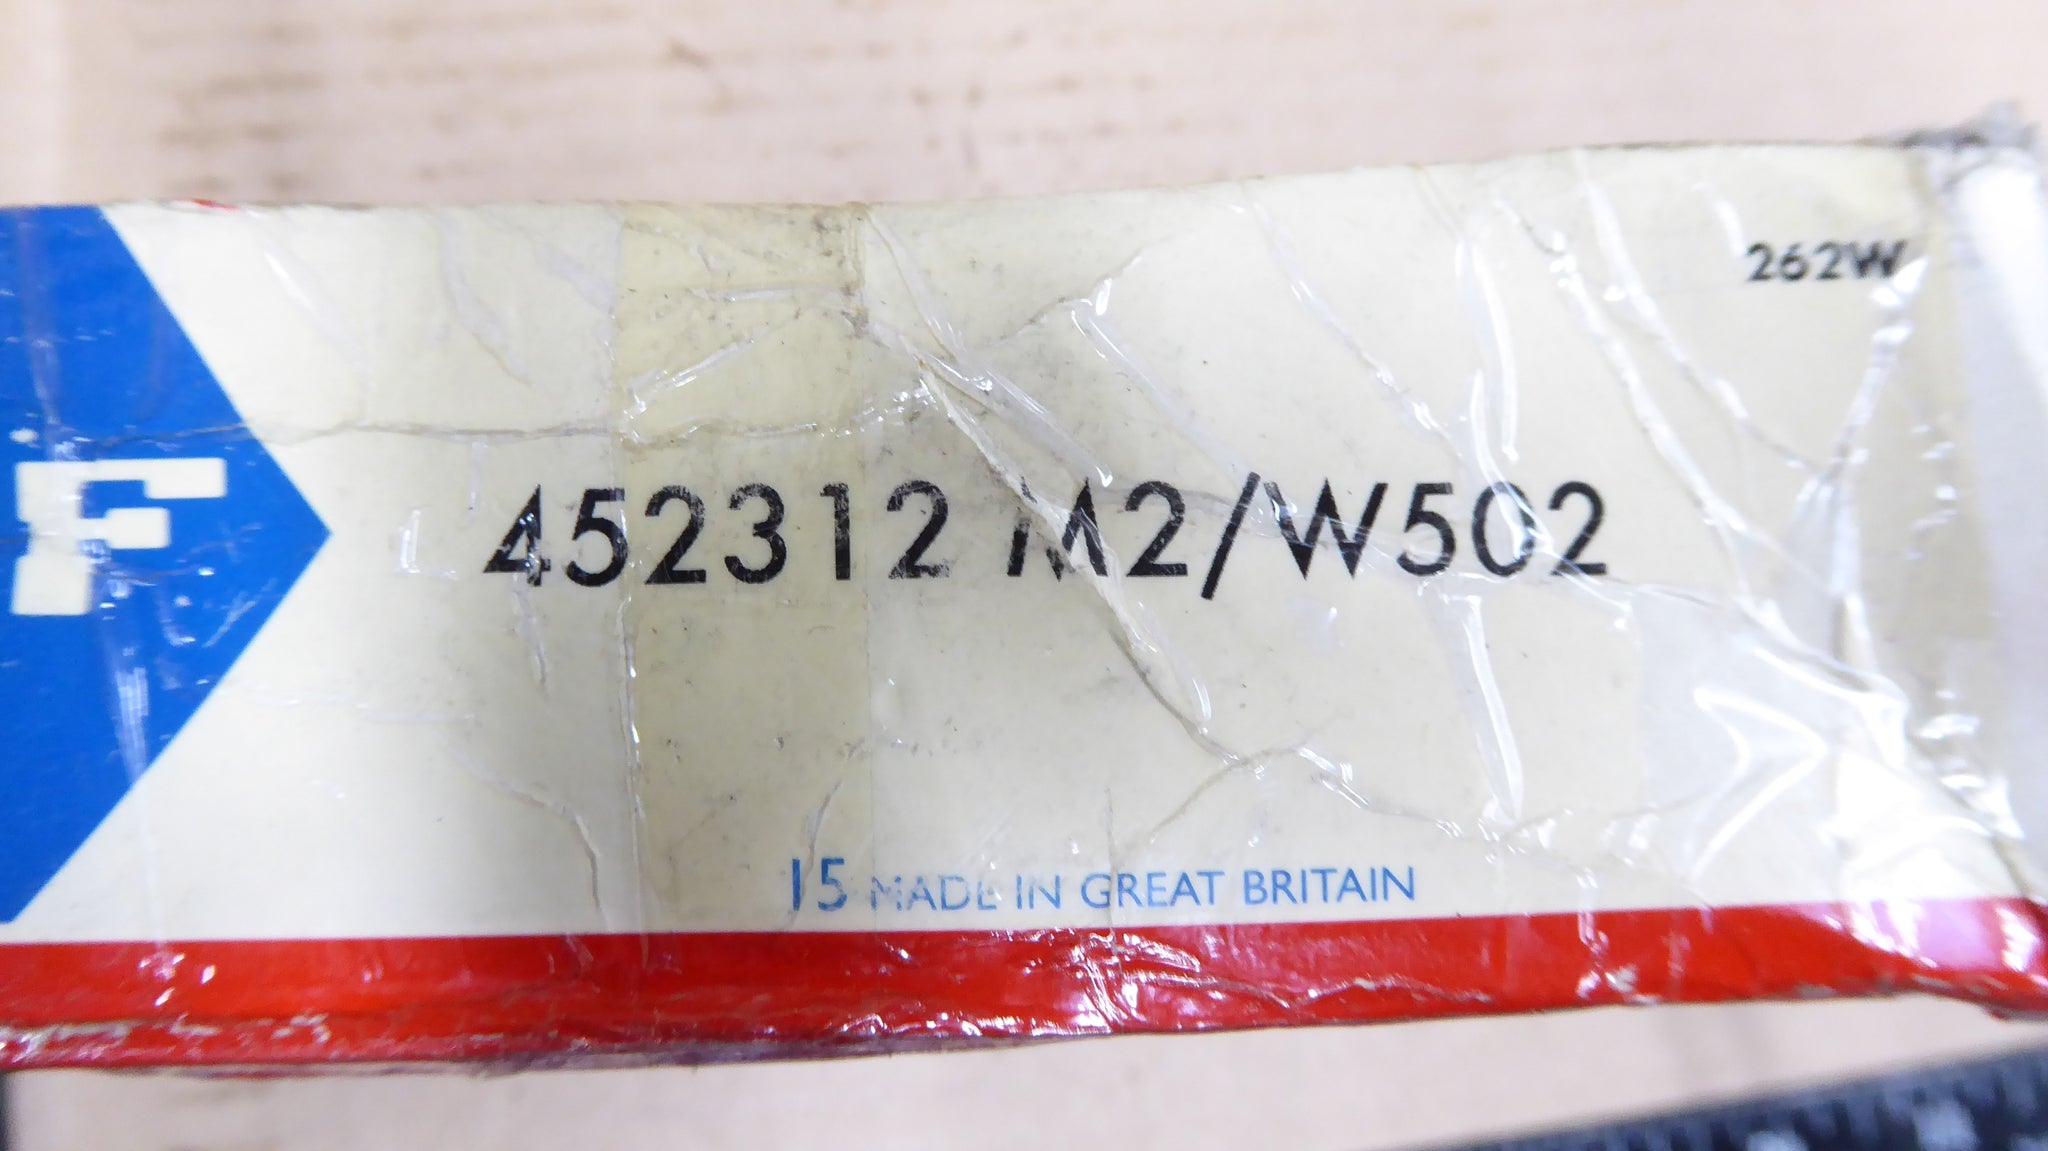 262W
F
452312 M2/W502
15 MADE IN GREAT BRITAIN